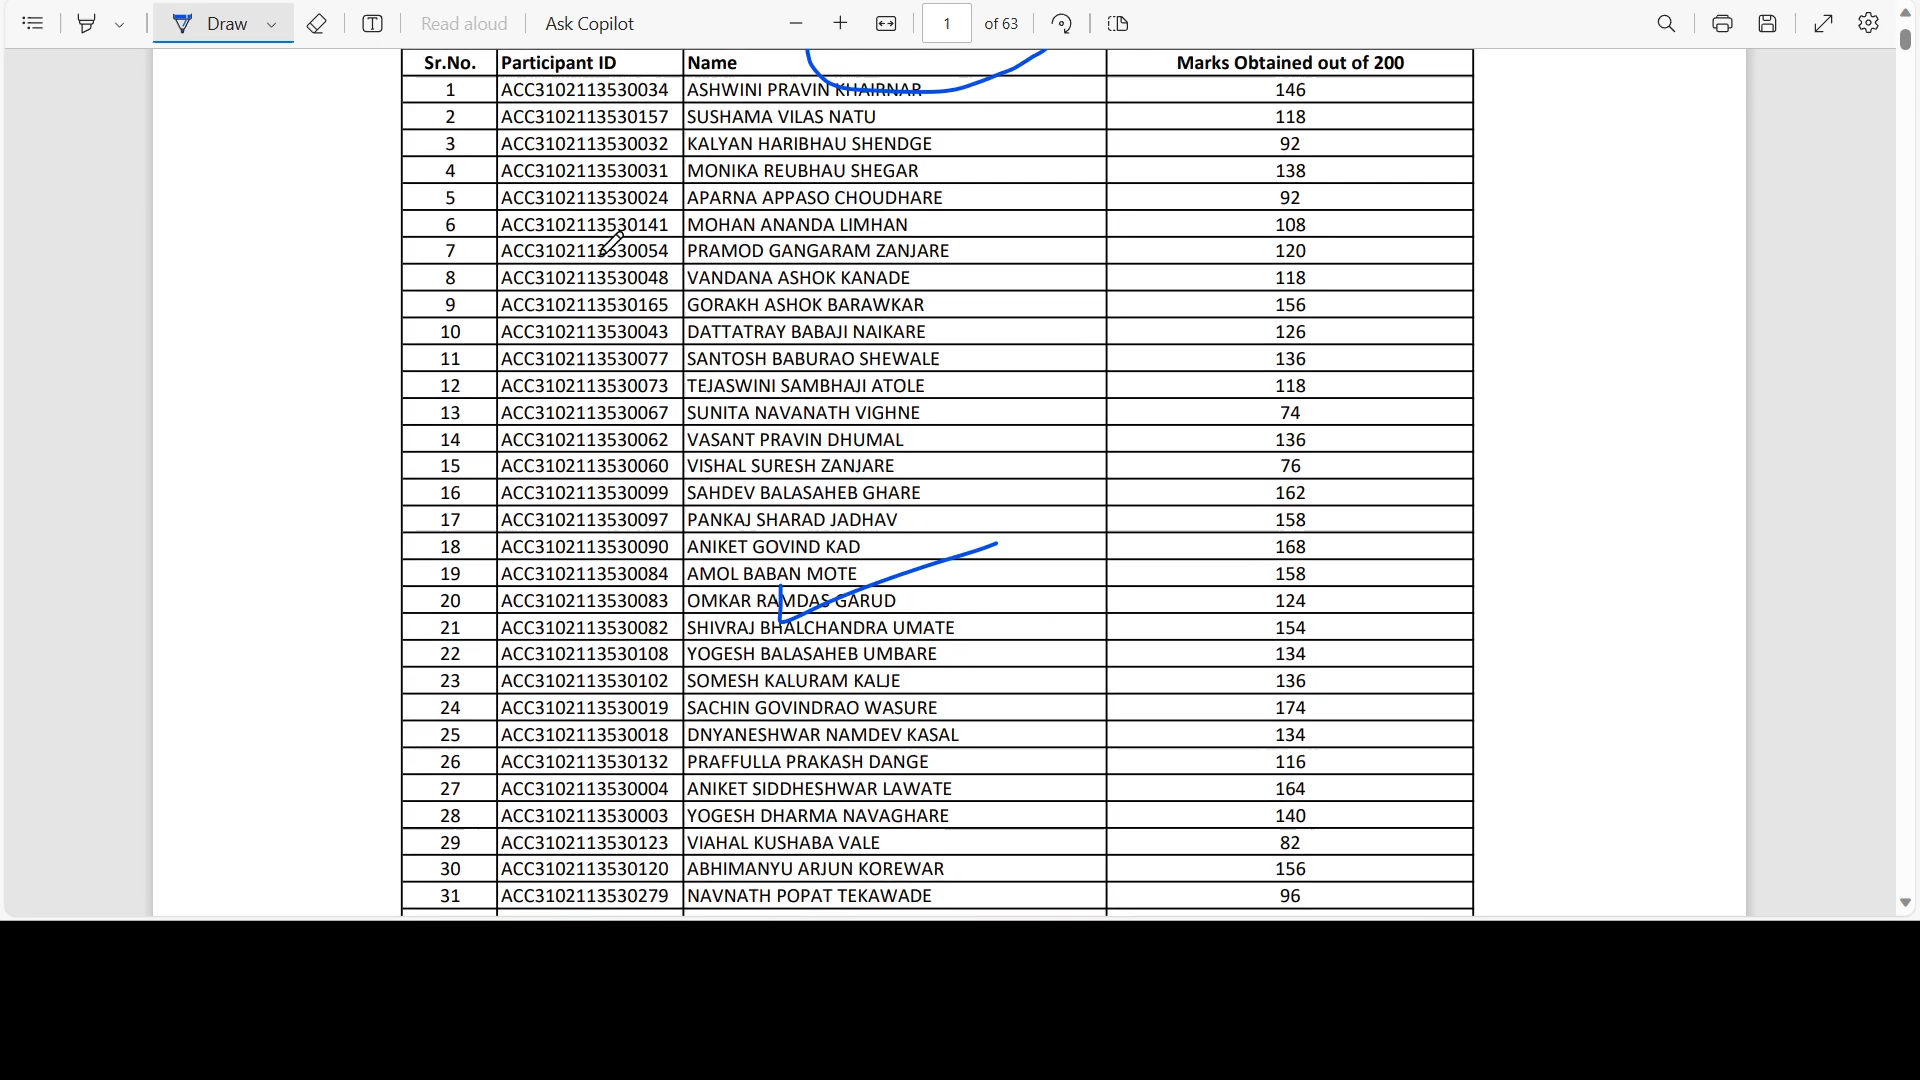 Draw Read aloud Ask Copilot 1 of 63
Sr.No. Participant ID Name Marks Obtained out of 200
1 ACC3102113530034 ASHWINI PRAVIN KHAIRNAR 146
2 ACC3102113530157 SUSHAMA VILAS NATU 118
3 ACC3102113530032 KALYAN HARIBHAU SHENDGE 92
4 ACC3102113530031 MONIKA REUBHAU SHEGAR 138
5 ACC3102113530024 APARNA APPASO CHOUDHARE 92
6 ACC3102113530141 MOHAN ANANDA LIMHAN 108
7 ACC3102113530054 PRAMOD GANGARAM ZANJARE 120
8 ACC3102113530048 VANDANA ASHOK KANADE 118
9 ACC3102113530165 GORAKH ASHOK BARAWKAR 156
10 ACC3102113530043 DATTATRAY BABAJI NAIKARE 126
11 ACC3102113530077 SANTOSH BABURAO SHEWALE 136
12 ACC3102113530073 TEJASWINI SAMBHAJI ATOLE 118
13 ACC3102113530067 SUNITA NAVANATH VIGHNE 74
14 ACC3102113530062 VASANT PRAVIN DHUMAL 136
15 ACC3102113530060 VISHAL SURESH ZANJARE 76
16 ACC3102113530099 SAHDEV BALASAHEB GHARE 162
17 ACC3102113530097 PANKAJ SHARAD JADHAV 158
18 ACC3102113530090 ANIKET GOVIND KAD 168
19 ACC3102113530084 AMOL BABAN MOTE 158
20 ACC3102113530083 OMKAR RAMDAS GARUD 124
21 ACC3102113530082 SHIVRAJ BHALCHANDRA UMATE 154
22 ACC3102113530108 YOGESH BALASAHEB UMBARE 134
23 ACC3102113530102 SOMESH KALURAM KALJE 136
24 ACC3102113530019 SACHIN GOVINDRAO WASURE 174
25 ACC3102113530018 DNYANESHWAR NAMDEV KASAL 134
26 ACC3102113530132 PRAFFULLA PRAKASH DANGE 116
27 ACC3102113530004 ANIKET SIDDHESHWAR LAWATE 164
28 ACC3102113530003 YOGESH DHARMA NAVAGHARE 140
29 ACC3102113530123 VIAHAL KUSHABA VALE 82
30 ACC3102113530120 ABHIMANYU ARJUN KOREWAR 156
31 ACC3102113530279 NAVNATH POPAT TEKAWADE 96